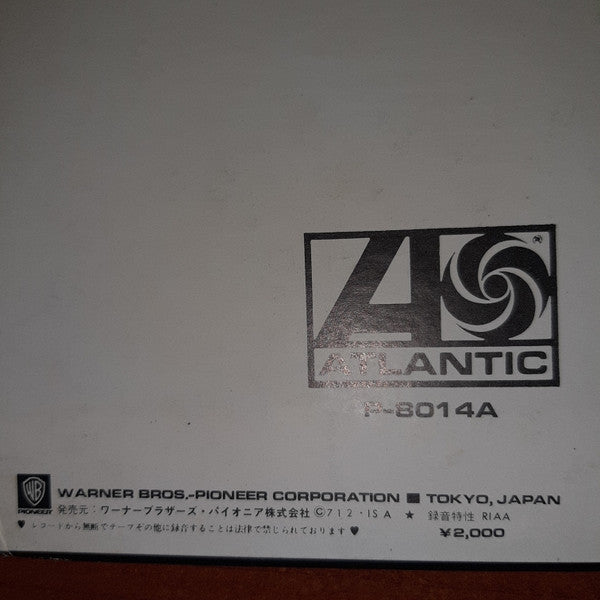 ®
ATLANTIC
P-8014A
WB
PIONEER
WARNER BROS.-PIONEER CORPORATION ■ TOKYO, JAPAN
発売元：ワーナーブラザーズ・パイオニア株式会社 ©712・IS A ★ 録音特性 RIAA
♥ レコードから無断でテープその他に録音することは法律で禁じられております ♥
¥2,000